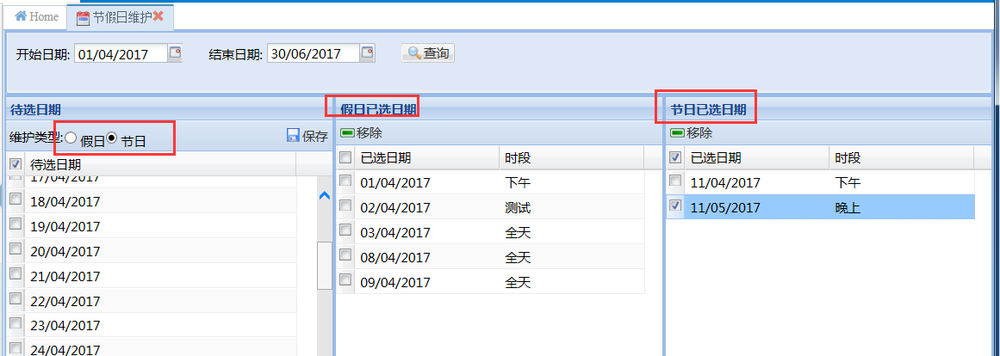 Home 节假日维护
开始日期: 01/04/2017 结束日期: 30/06/2017 查询
待选日期
维护类型: 假日 节日 保存
待选日期
17/04/2017
18/04/2017
19/04/2017
20/04/2017
21/04/2017
22/04/2017
23/04/2017
24/04/2017
假日已选日期
移除
已选日期 时段
01/04/2017 下午
02/04/2017 测试
03/04/2017 全天
08/04/2017 全天
09/04/2017 全天
节日已选日期
移除
已选日期 时段
11/04/2017 下午
11/05/2017 晚上